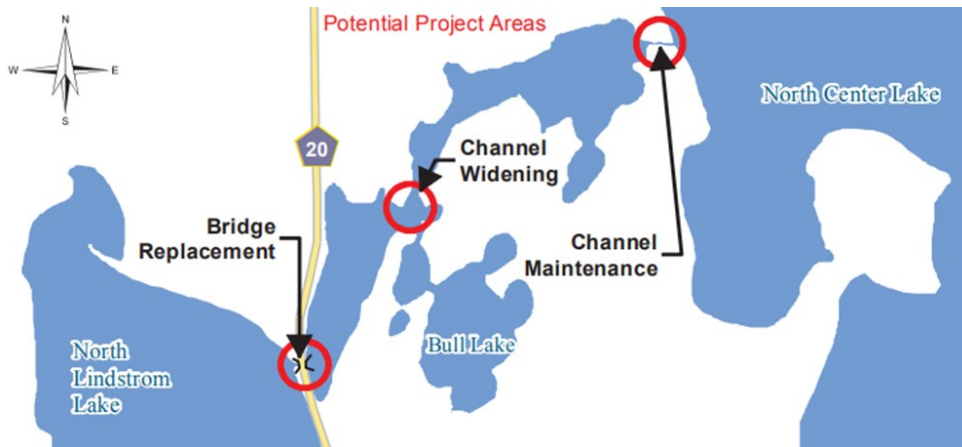 Potential Project Areas
N
W E
S
North Center Lake
20
Channel
Widening
Bridge
Replacement
Channel
Maintenance
Bull Lake
North
Lindstrom
Lake